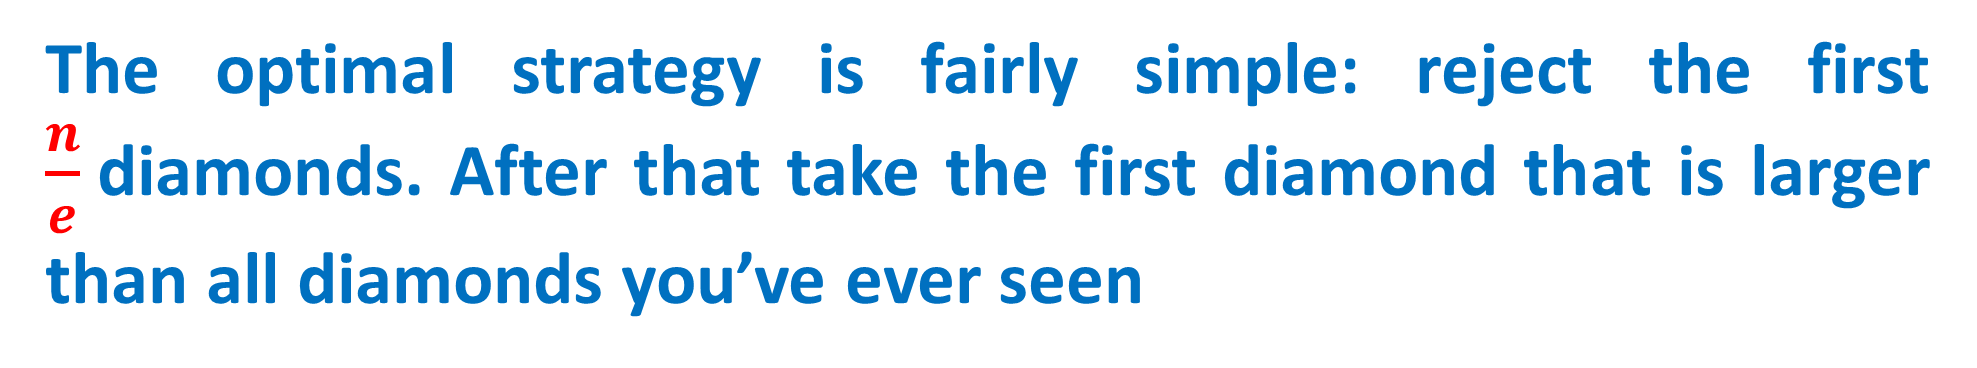 The optimal strategy is fairly simple: reject the first
n/e diamonds. After that take the first diamond that is larger
than all diamonds you’ve ever seen